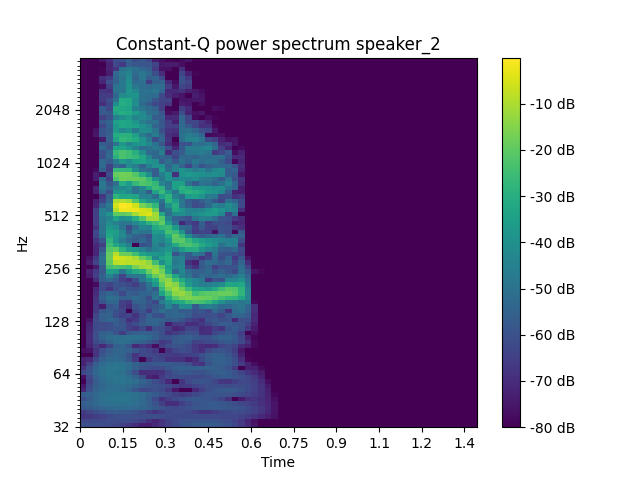 Constant-Q power spectrum speaker_2
Hz
2048
1024
512
256
128
64
32
0 0.15 0.3 0.45 0.6 0.75 0.9 1.1 1.2 1.4
Time
-10 dB
-20 dB
-30 dB
-40 dB
-50 dB
-60 dB
-70 dB
-80 dB